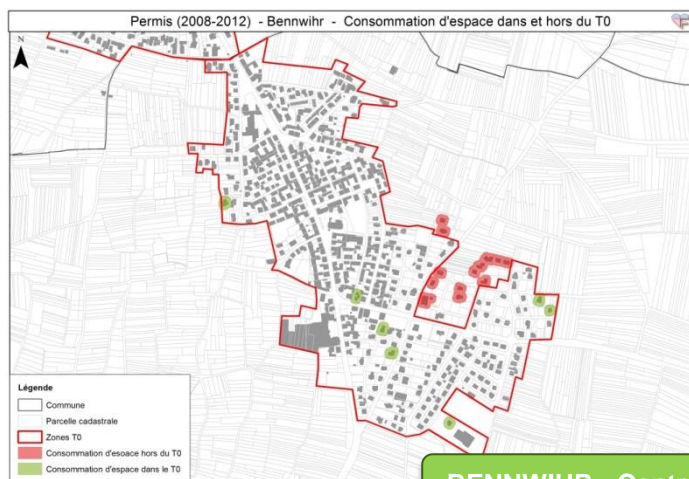 Permis (2008-2012) - Bennwihr - Consommation d'espace dans et hors du T0
N
Légende
Commune
Parcelle cadastrale
Zones T0
Consommation d'esoace hors du T0
Consommation d'espace dans le T0